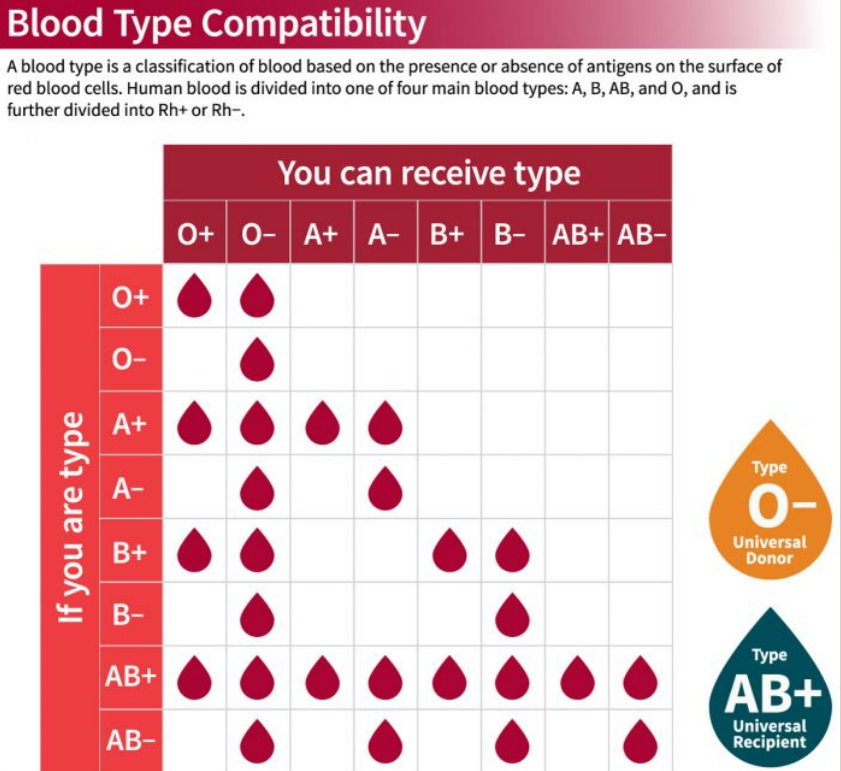 Blood Type Compatibility
A blood type is a classification of blood based on the presence or absence of antigens on the surface of
red blood cells. Human blood is divided into one of four main blood types: A, B, AB, and O, and is
further divided into Rh+ or Rh−.
You can receive type
O+ O− A+ A− B+ B− AB+ AB−
If you are type
O+
O−
A+
A−
B+
B−
AB+
AB−
Type
O−
Universal
Donor
Type
AB+
Universal
Recipient